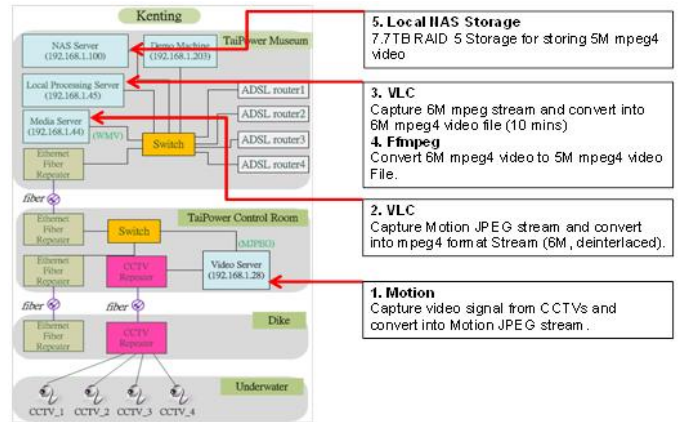 Kenting
TaiPower Museum
NAS Server
(192.168.1.100)
Demo Machine
(192.168.1.203)
Local Processing Server
(192.168.1.45)
Media Server
(192.168.1.44)
(WMV)
Switch
ADSL router1
ADSL router2
ADSL router3
ADSL router4
Ethernet
Fiber
Repeater
fiber
TaiPower Control Room
Ethernet
Fiber
Repeater
Switch
(MJPEG)
Ethernet
Fiber
Repeater
CCTV
Repeater
Video Server
(192.168.1.28)
fiber
fiber
Dike
Ethernet
Fiber
Repeater
CCTV
Repeater
Underwater
CCTV_1
CCTV_2
CCTV_3
CCTV_4
5. Local NAS Storage
7.7TB RAID 5 Storage for storing 5M mpeg4
video
3. VLC
Capture 6M mpeg stream and convert into
6M mpeg4 video file (10 mins)
4. Ffmpeg
Convert 6M mpeg4 video to 5M mpeg4 video
File.
2. VLC
Capture Motion JPEG stream and convert
into mpeg4 format Stream (6M, deinterlaced).
1. Motion
Capture video signal from CCTVs and
convert into Motion JPEG stream.